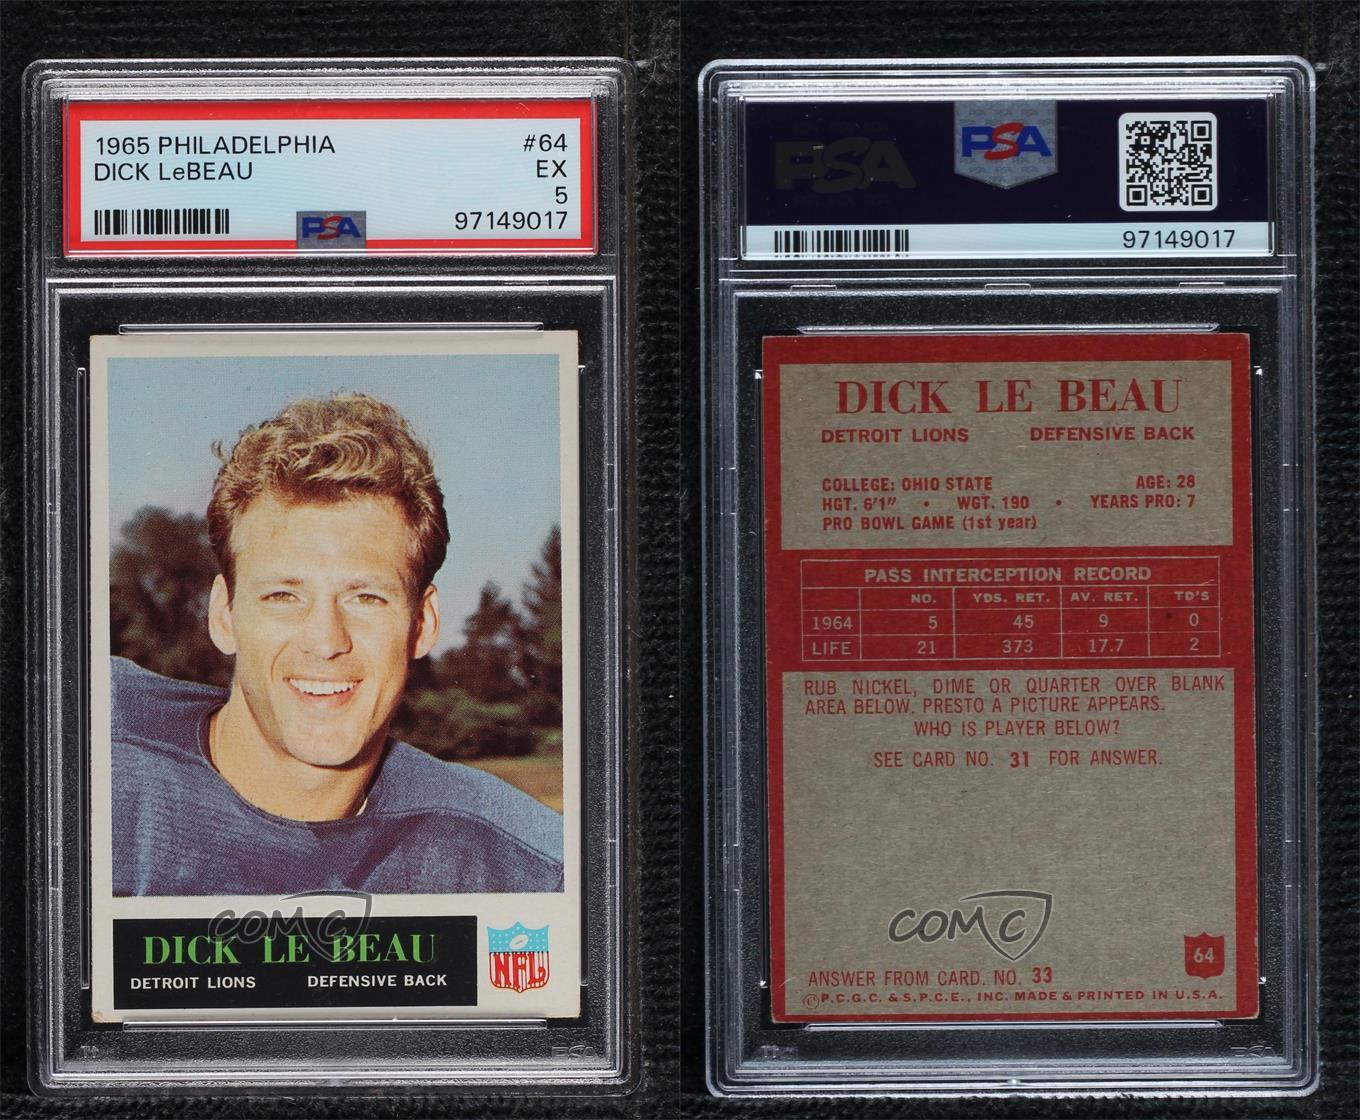 1965 PHILADELPHIA #64
DICK LeBEAU EX
5
97149017
PSA
DICK LE BEAU
DETROIT LIONS DEFENSIVE BACK
NFL
COMC
PSA
PSA
97149017
DICK LE BEAU
DETROIT LIONS DEFENSIVE BACK
COLLEGE: OHIO STATE AGE: 28
HGT. 6'1" • WGT. 190 • YEARS PRO: 7
PRO BOWL GAME (1st year)
PASS INTERCEPTION RECORD
NO. YDS. RET. AV. RET. TD'S
1964 5 45 9 0
LIFE 21 373 17.7 2
RUB NICKEL, DIME OR QUARTER OVER BLANK
AREA BELOW. PRESTO A PICTURE APPEARS.
WHO IS PLAYER BELOW?
SEE CARD NO. 31 FOR ANSWER.
COMC
64
ANSWER FROM CARD. NO. 33
©P.C.G.C. & S.P.C.E., INC. MADE & PRINTED IN U.S.A.